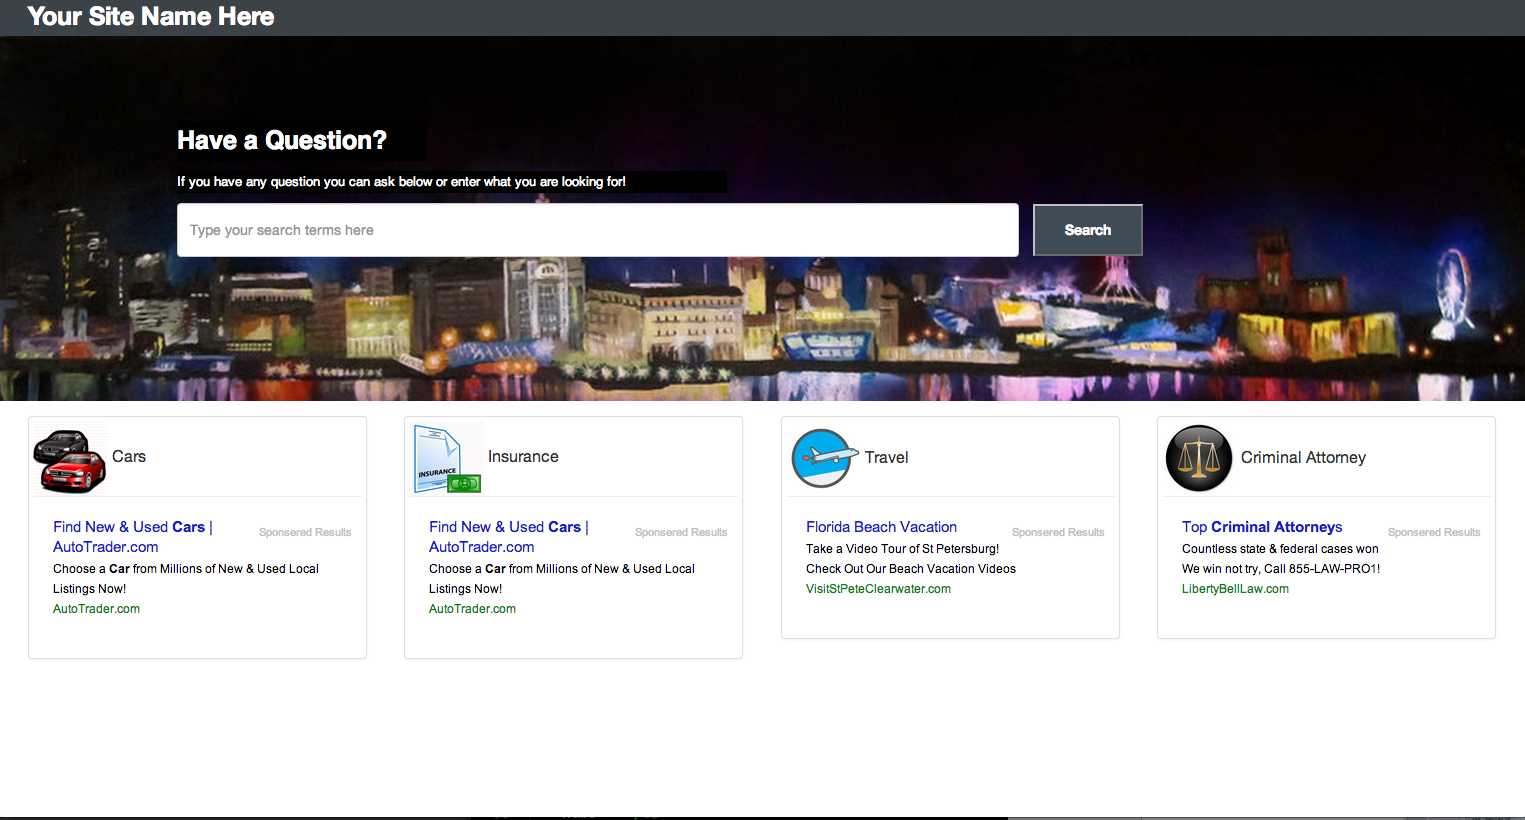 Your Site Name Here
Have a Question?
If you have any question you can ask below or enter what you are looking for!
Type your search terms here
Search
Cars
Find New & Used Cars |
AutoTrader.com
Sponsered Results
Choose a Car from Millions of New & Used Local
Listings Now!
AutoTrader.com
INSURANCE
Insurance
Find New & Used Cars |
AutoTrader.com
Sponsered Results
Choose a Car from Millions of New & Used Local
Listings Now!
AutoTrader.com
Travel
Florida Beach Vacation
Sponsered Results
Take a Video Tour of St Petersburg!
Check Out Our Beach Vacation Videos
VisitStPeteClearwater.com
Criminal Attorney
Top Criminal Attorneys
Sponsered Results
Countless state & federal cases won
We win not try, Call 855-LAW-PRO1!
LibertyBellLaw.com